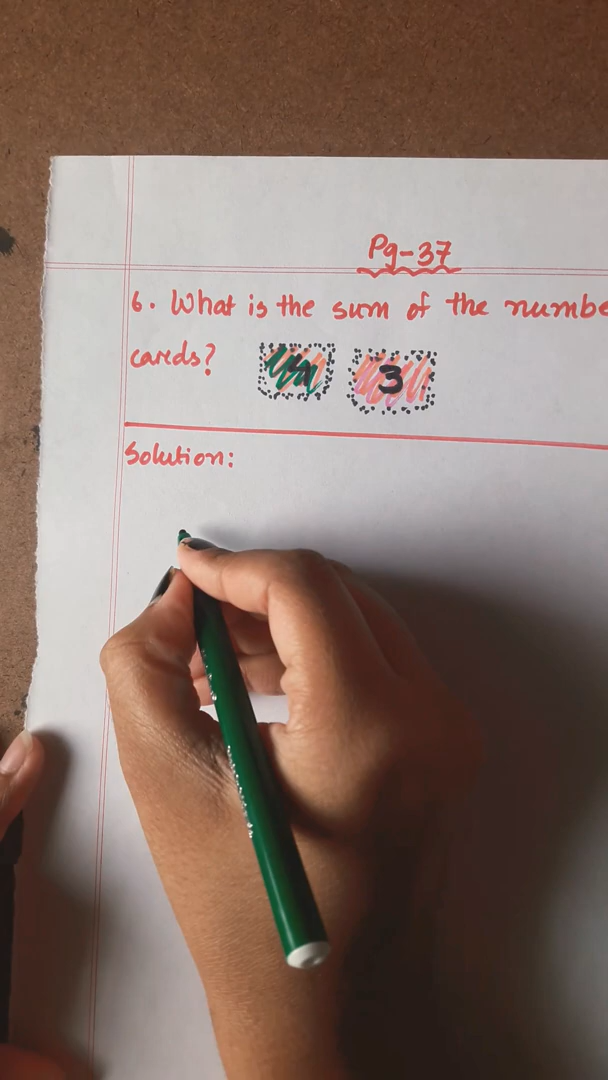 Pg-37
6. What is the sum of the numbe
cards?
3
Solution: